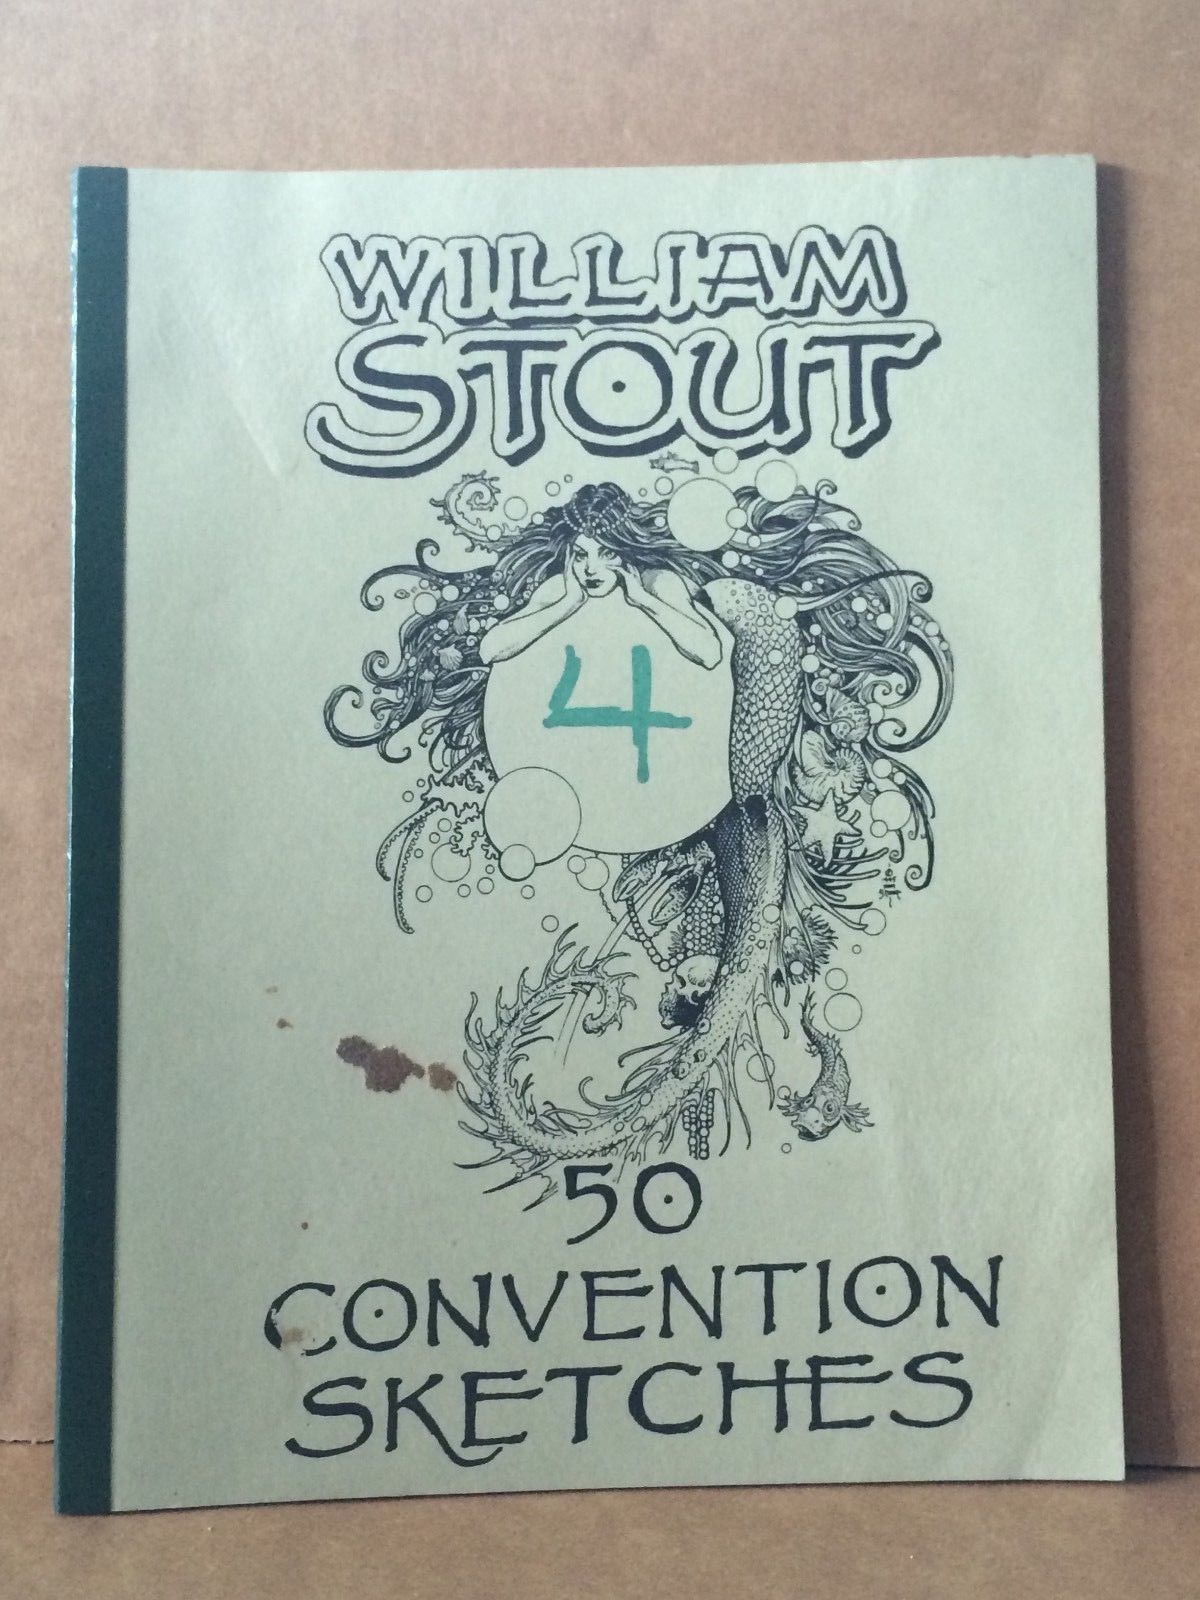 WILLIAM
STOUT
4
50
CONVENTION
SKETCHES